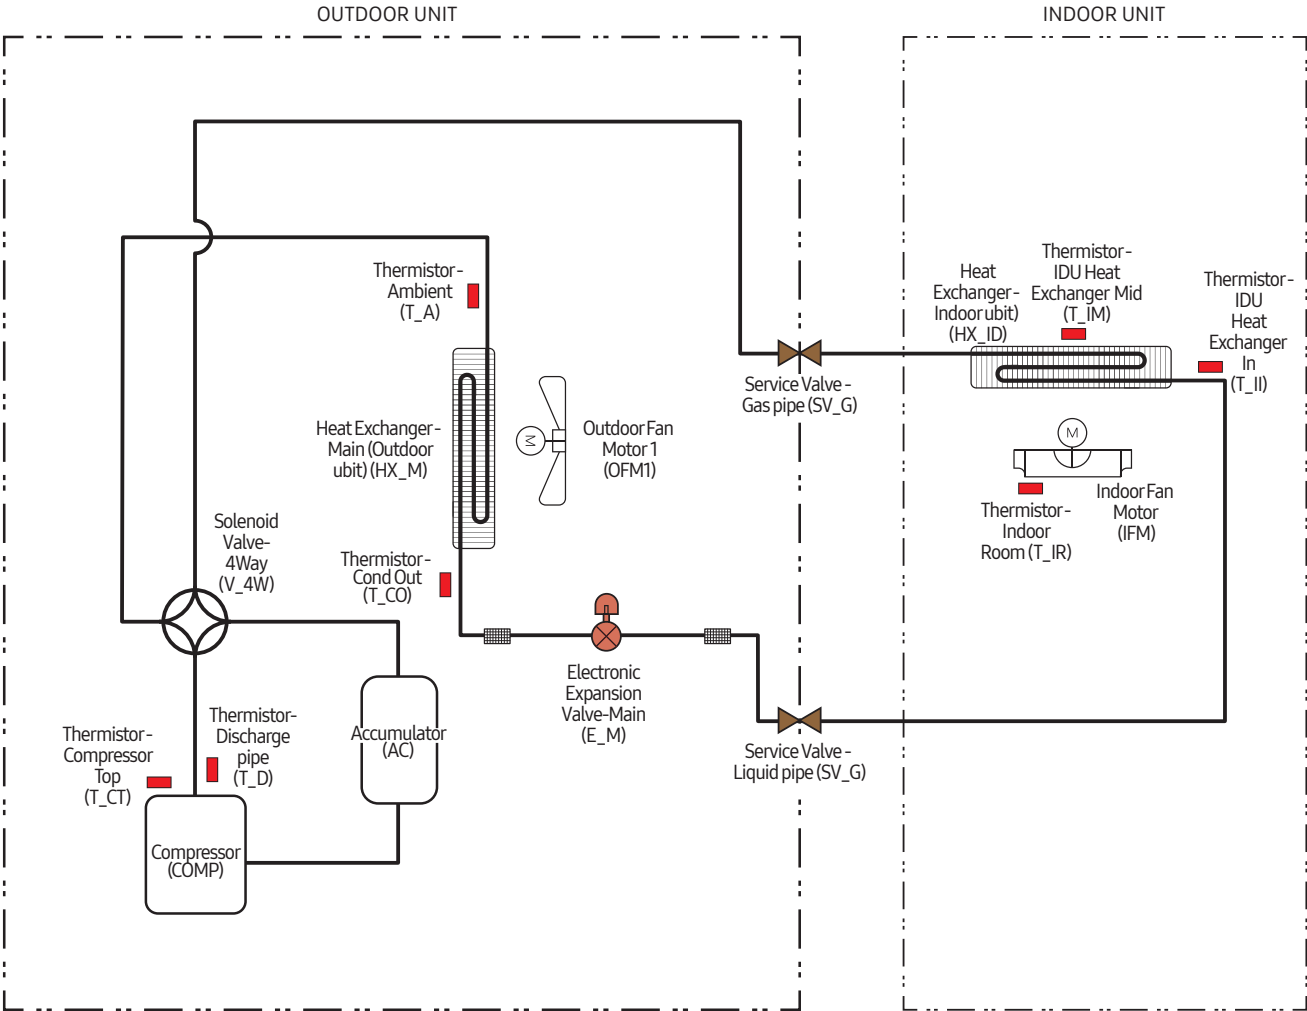 OUTDOOR UNIT
INDOOR UNIT
Thermistor-
Ambient
(T_A)
Heat
Exchanger-
Indoorubit)
(HX_ID)
Thermistor-
IDU Heat
Exchanger Mid
(T_IM)
Thermistor-
IDU
Heat
Exchanger
In
(T_II)
Service Valve -
Gas pipe (SV_G)
Heat Exchanger-
Main (Outdoor
ubit) (HX_M)
M
Outdoor Fan
Motor 1
(OFM1)
M
Thermistor-
Indoor
Room (T_IR)
Indoor Fan
Motor
(IFM)
Solenoid
Valve-
4Way
(V_4W)
Thermistor-
Cond Out
(T_CO)
Electronic
Expansion
Valve-Main
(E_M)
Service Valve -
Liquid pipe (SV_G)
Thermistor-
Compressor
Top
(T_CT)
Thermistor-
Discharge
pipe
(T_D)
Accumulator
(AC)
Compressor
(COMP)